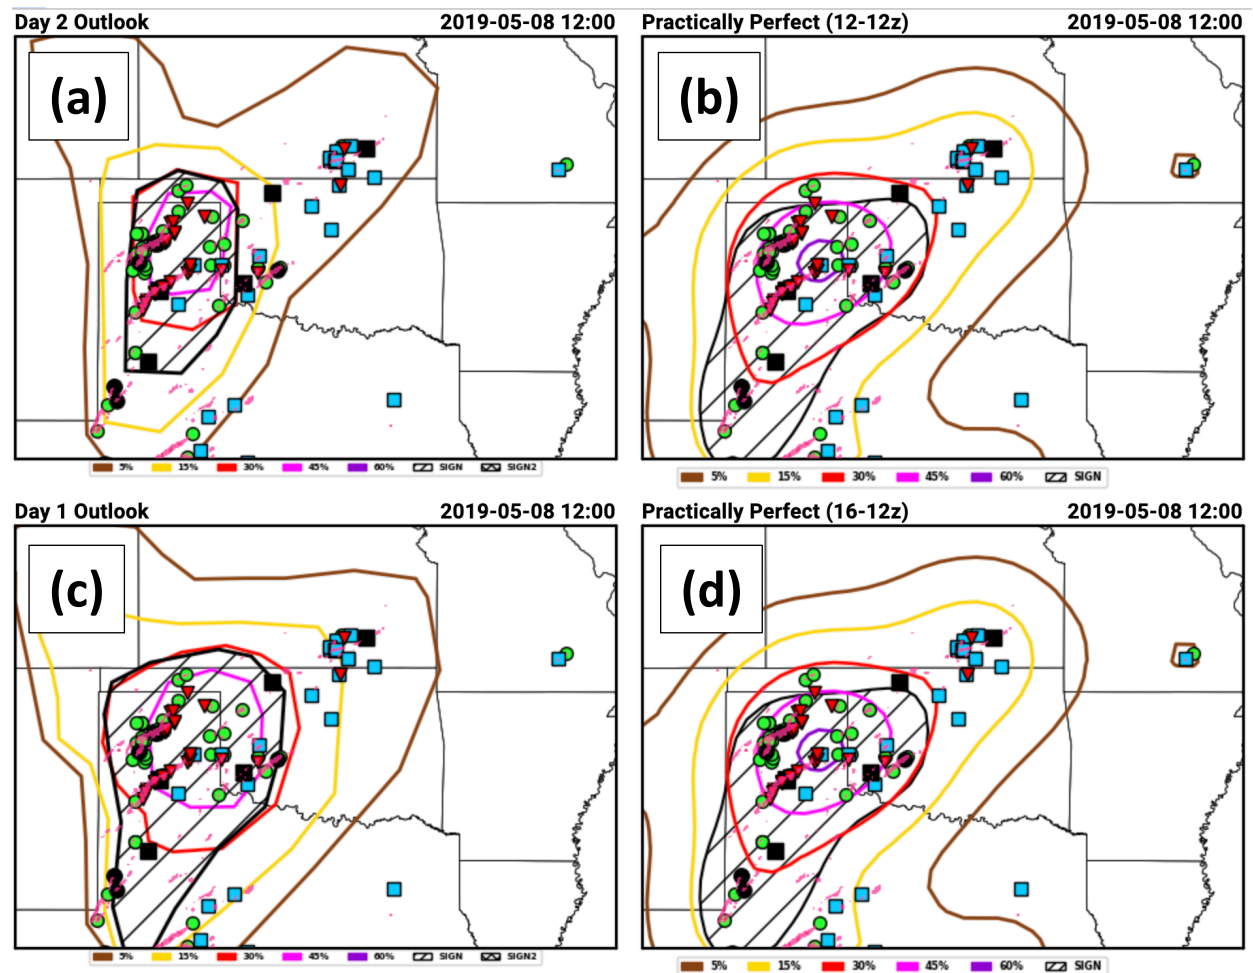 Day 2 Outlook 2019-05-08 12:00
(a)
5% 15% 30% 45% 60% SIGN SIGN2
Practically Perfect (12-12z) 2019-05-08 12:00
(b)
5% 15% 30% 45% 60% SIGN
Day 1 Outlook 2019-05-08 12:00
(c)
5% 15% 30% 45% 60% SIGN SIGN2
Practically Perfect (16-12z) 2019-05-08 12:00
(d)
5% 15% 30% 45% 60% SIGN